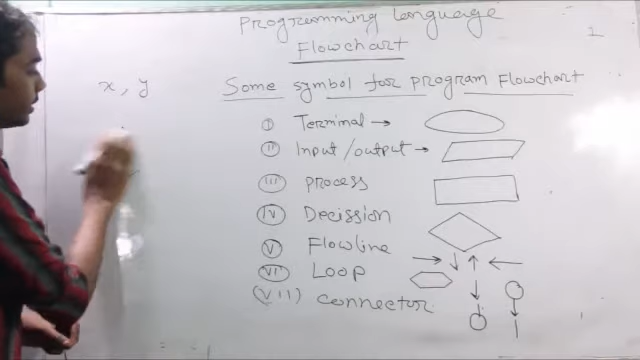 Programming Language
Flowchart
1
x, y
Some symbol for program Flowchart
I Terminal →
II Input/output →
III process
IV Decission
V Flowline
VI Loop
(VII) connector